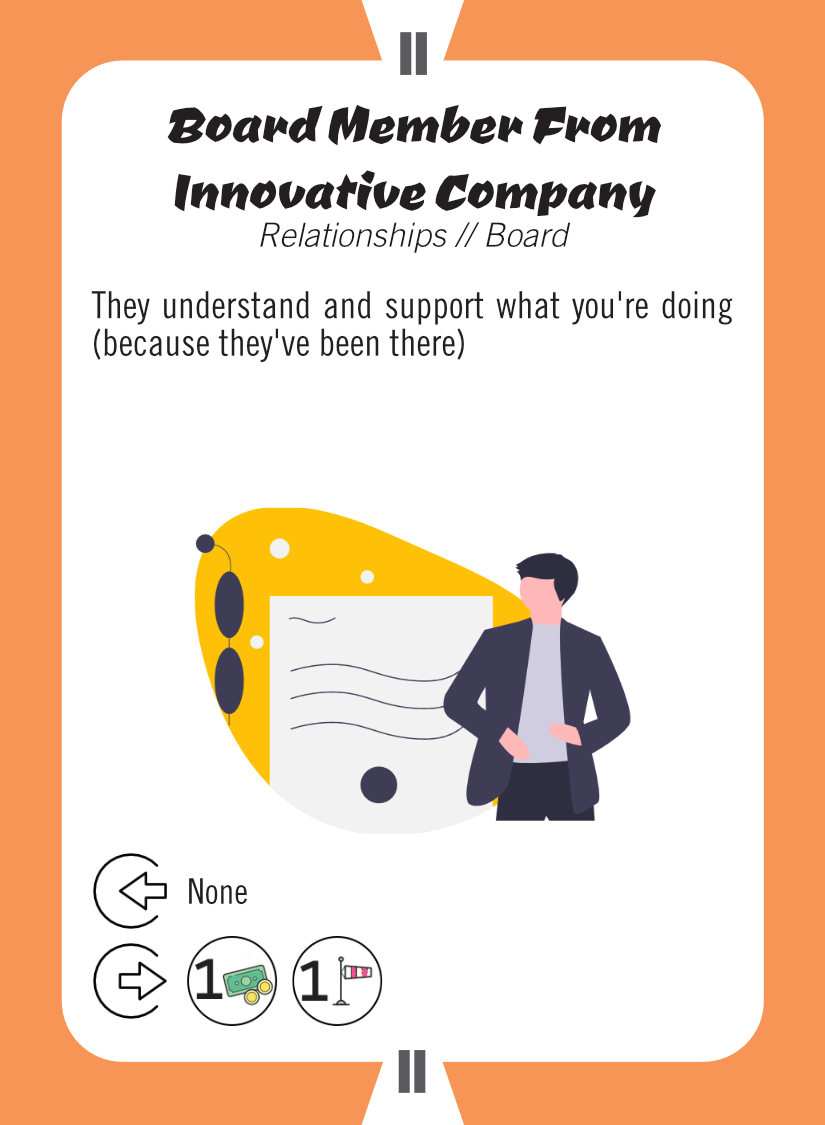 II
Board Member From
Innovative Company
Relationships // Board
They understand and support what you're doing
(because they've been there)
None
1 1
II